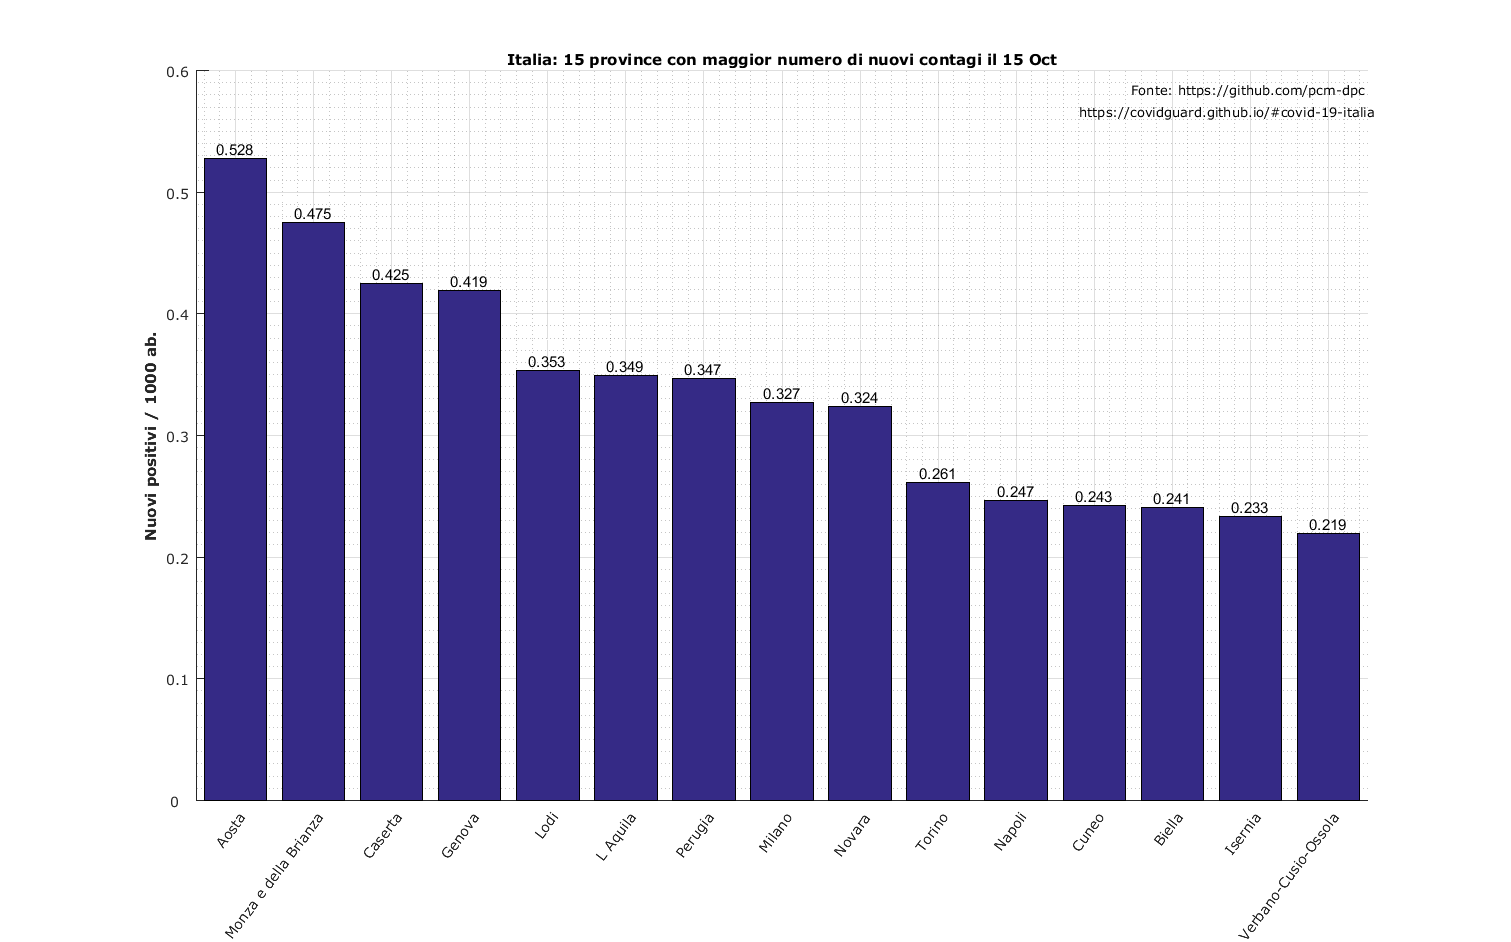 Italia: 15 province con maggior numero di nuovi contagi il 15 Oct
Fonte: https://github.com/pcm-dpc
https://covidguard.github.io/#covid-19-italia
Nuovi positivi / 1000 ab.
0.6
0.5
0.4
0.3
0.2
0.1
0
0.528
0.475
0.425
0.419
0.353
0.349
0.347
0.327
0.324
0.261
0.247
0.243
0.241
0.233
0.219
Aosta
Monza e della Brianza
Caserta
Genova
Lodi
L Aquila
Perugia
Milano
Novara
Torino
Napoli
Cuneo
Biella
Isernia
Verbano-Cusio-Ossola